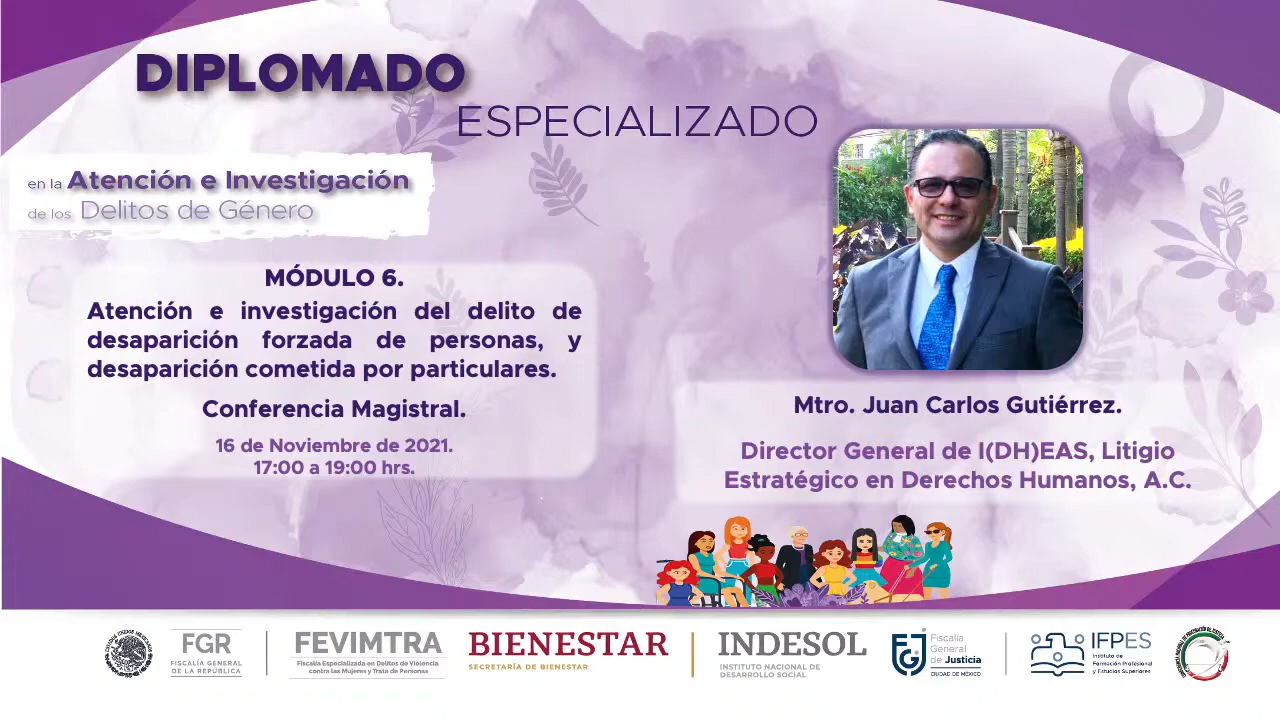 DIPLOMADO
ESPECIALIZADO
en la Atención e Investigación
de los Delitos de Género
MÓDULO 6.
Atención e investigación del delito de
desaparición forzada de personas, y
desaparición cometida por particulares.
Conferencia Magistral.
16 de Noviembre de 2021.
17:00 a 19:00 hrs.
Mtro. Juan Carlos Gutiérrez.
Director General de I(DH)EAS, Litigio
Estratégico en Derechos Humanos, A.C.
FGR
FISCALÍA GENERAL
DE LA REPÚBLICA
FEVIMTRA
Fiscalía Especializada en Delitos de Violencia
contra las Mujeres y Trata de Personas
BIENESTAR
SECRETARÍA DE BIENESTAR
INDESOL
INSTITUTO NACIONAL DE
DESARROLLO SOCIAL
Fiscalía
General
de Justicia
CIUDAD DE MÉXICO
IFPES
Instituto de
Formación Profesional
y Estudios Superiores